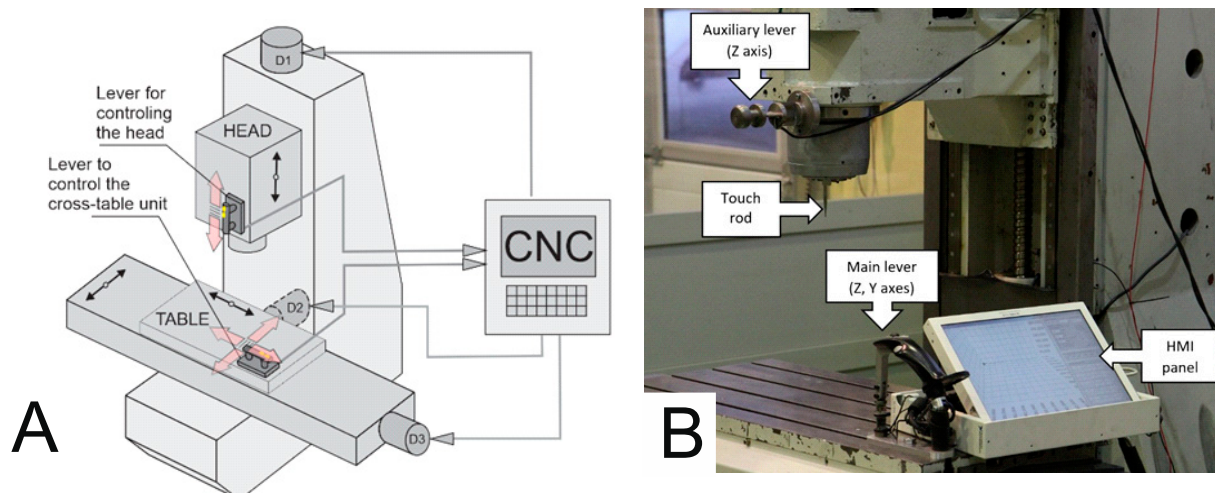 D1
Lever for
controling
the head
HEAD
Lever to
control the
cross-table unit
CNC
TABLE
D2
D3
A
Auxiliary lever
(Z axis)
Touch
rod
Main lever
(Z, Y axes)
HMI
panel
B